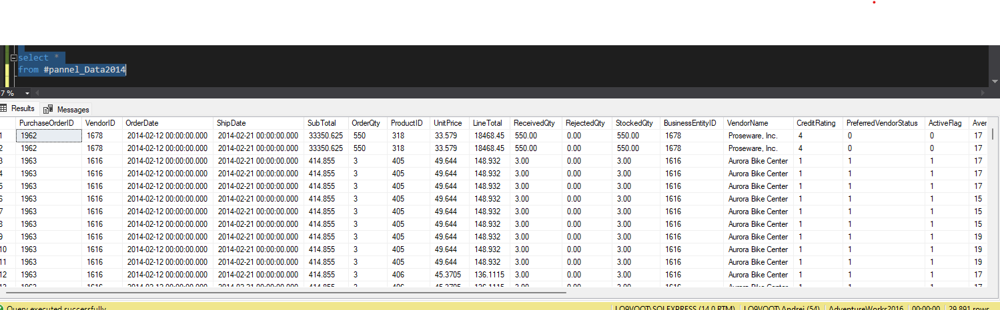 select *
from #pannel_Data2014
7 %
Results Messages
PurchaseOrderID VendorID OrderDate ShipDate SubTotal OrderQty ProductID UnitPrice LineTotal ReceivedQty RejectedQty StockedQty BusinessEntityID VendorName CreditRating PreferredVendorStatus ActiveFlag Aver
1 1962 1678 2014-02-12 00:00:00.000 2014-02-21 00:00:00.000 33350.625 550 318 33.579 18468.45 550.00 0.00 550.00 1678 Proseware, Inc. 4 0 0 17
2 1962 1678 2014-02-12 00:00:00.000 2014-02-21 00:00:00.000 33350.625 550 318 33.579 18468.45 550.00 0.00 550.00 1678 Proseware, Inc. 4 0 0 17
3 1963 1616 2014-02-12 00:00:00.000 2014-02-21 00:00:00.000 414.855 3 405 49.644 148.932 3.00 0.00 3.00 1616 Aurora Bike Center 1 1 1 17
4 1963 1616 2014-02-12 00:00:00.000 2014-02-21 00:00:00.000 414.855 3 405 49.644 148.932 3.00 0.00 3.00 1616 Aurora Bike Center 1 1 1 17
5 1963 1616 2014-02-12 00:00:00.000 2014-02-21 00:00:00.000 414.855 3 405 49.644 148.932 3.00 0.00 3.00 1616 Aurora Bike Center 1 1 1 17
6 1963 1616 2014-02-12 00:00:00.000 2014-02-21 00:00:00.000 414.855 3 405 49.644 148.932 3.00 0.00 3.00 1616 Aurora Bike Center 1 1 1 15
7 1963 1616 2014-02-12 00:00:00.000 2014-02-21 00:00:00.000 414.855 3 405 49.644 148.932 3.00 0.00 3.00 1616 Aurora Bike Center 1 1 1 15
8 1963 1616 2014-02-12 00:00:00.000 2014-02-21 00:00:00.000 414.855 3 405 49.644 148.932 3.00 0.00 3.00 1616 Aurora Bike Center 1 1 1 15
9 1963 1616 2014-02-12 00:00:00.000 2014-02-21 00:00:00.000 414.855 3 405 49.644 148.932 3.00 0.00 3.00 1616 Aurora Bike Center 1 1 1 19
10 1963 1616 2014-02-12 00:00:00.000 2014-02-21 00:00:00.000 414.855 3 405 49.644 148.932 3.00 0.00 3.00 1616 Aurora Bike Center 1 1 1 19
11 1963 1616 2014-02-12 00:00:00.000 2014-02-21 00:00:00.000 414.855 3 405 49.644 148.932 3.00 0.00 3.00 1616 Aurora Bike Center 1 1 1 19
12 1963 1616 2014-02-12 00:00:00.000 2014-02-21 00:00:00.000 414.855 3 406 45.3705 136.1115 3.00 0.00 3.00 1616 Aurora Bike Center 1 1 1 17
Query executed successfully LO9VOOT\SQLEXPRESS (14.0 RTM) LO9VOOT\Andrei (54) AdventureWorks2016 00:00:00 29,891 rows